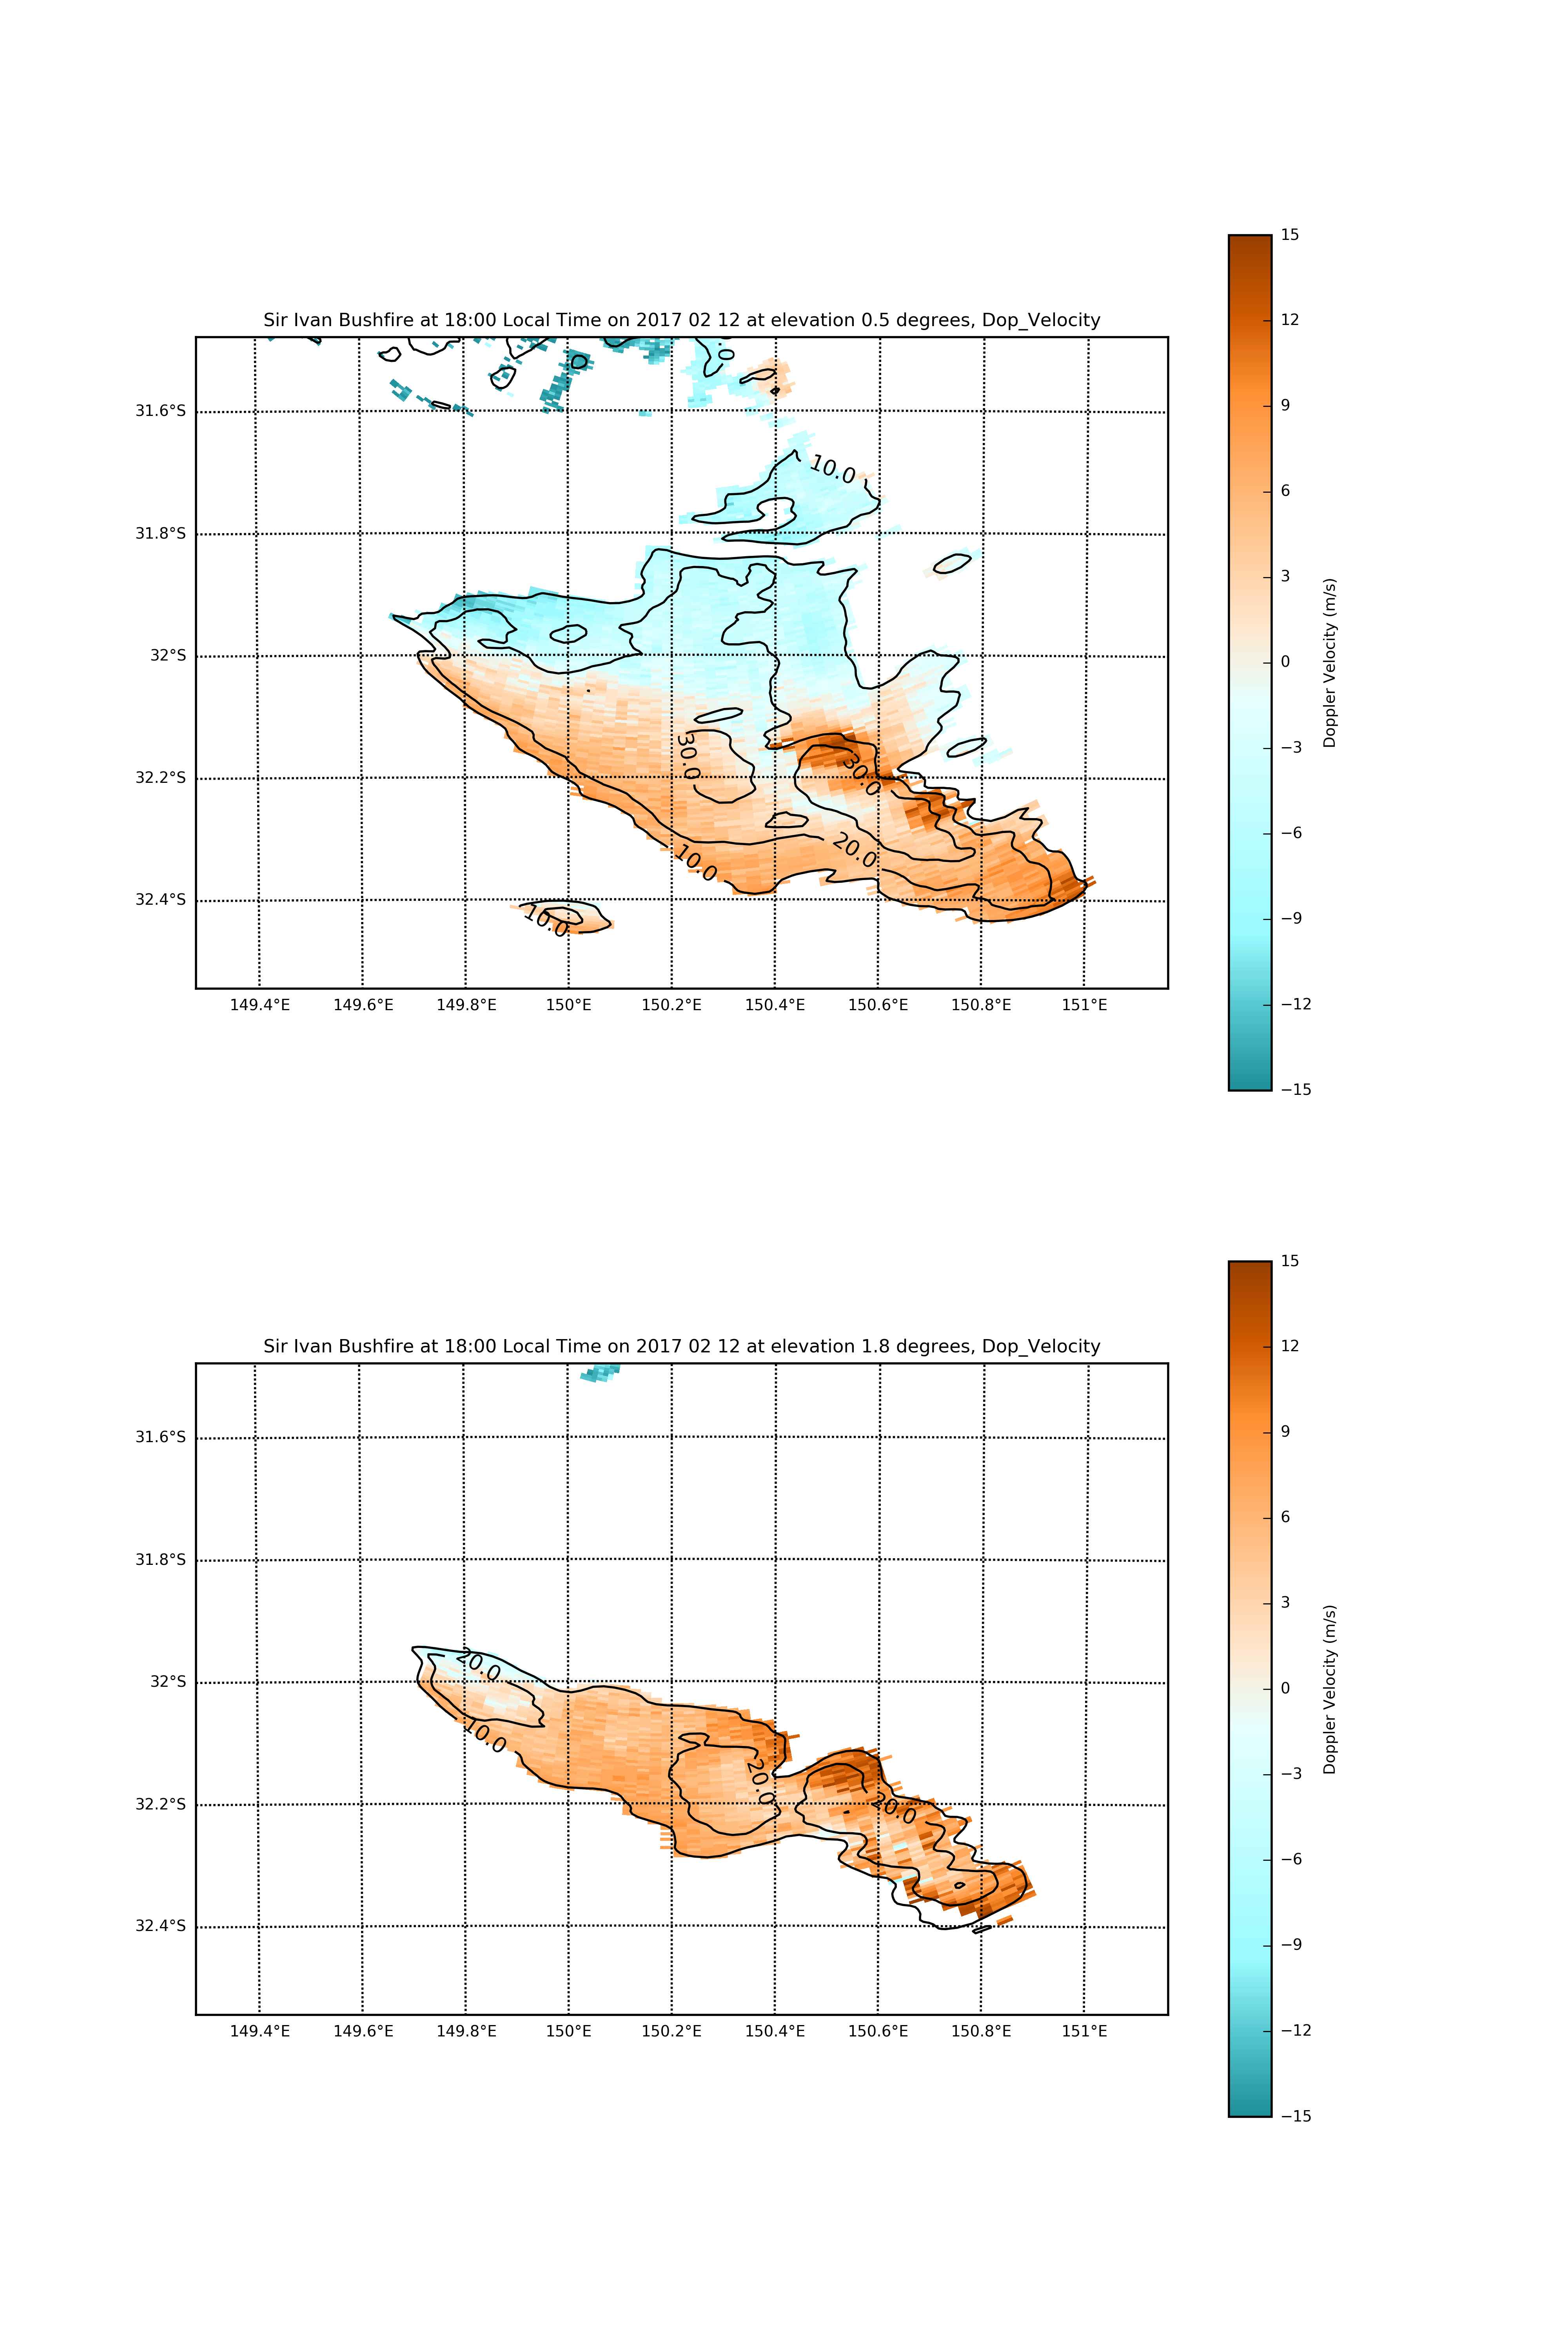 Sir Ivan Bushfire at 18:00 Local Time on 2017 02 12 at elevation 0.5 degrees, Dop_Velocity
31.6°S
31.8°S
32°S
32.2°S
32.4°S
149.4°E 149.6°E 149.8°E 150°E 150.2°E 150.4°E 150.6°E 150.8°E 151°E
10.0
30.0
30.0
20.0
10.0
10.0
15
12
9
6
3
0
−3
−6
−9
−12
−15
Doppler Velocity (m/s)
Sir Ivan Bushfire at 18:00 Local Time on 2017 02 12 at elevation 1.8 degrees, Dop_Velocity
31.6°S
31.8°S
32°S
32.2°S
32.4°S
149.4°E 149.6°E 149.8°E 150°E 150.2°E 150.4°E 150.6°E 150.8°E 151°E
20.0
10.0
20.0
20.0
15
12
9
6
3
0
−3
−6
−9
−12
−15
Doppler Velocity (m/s)